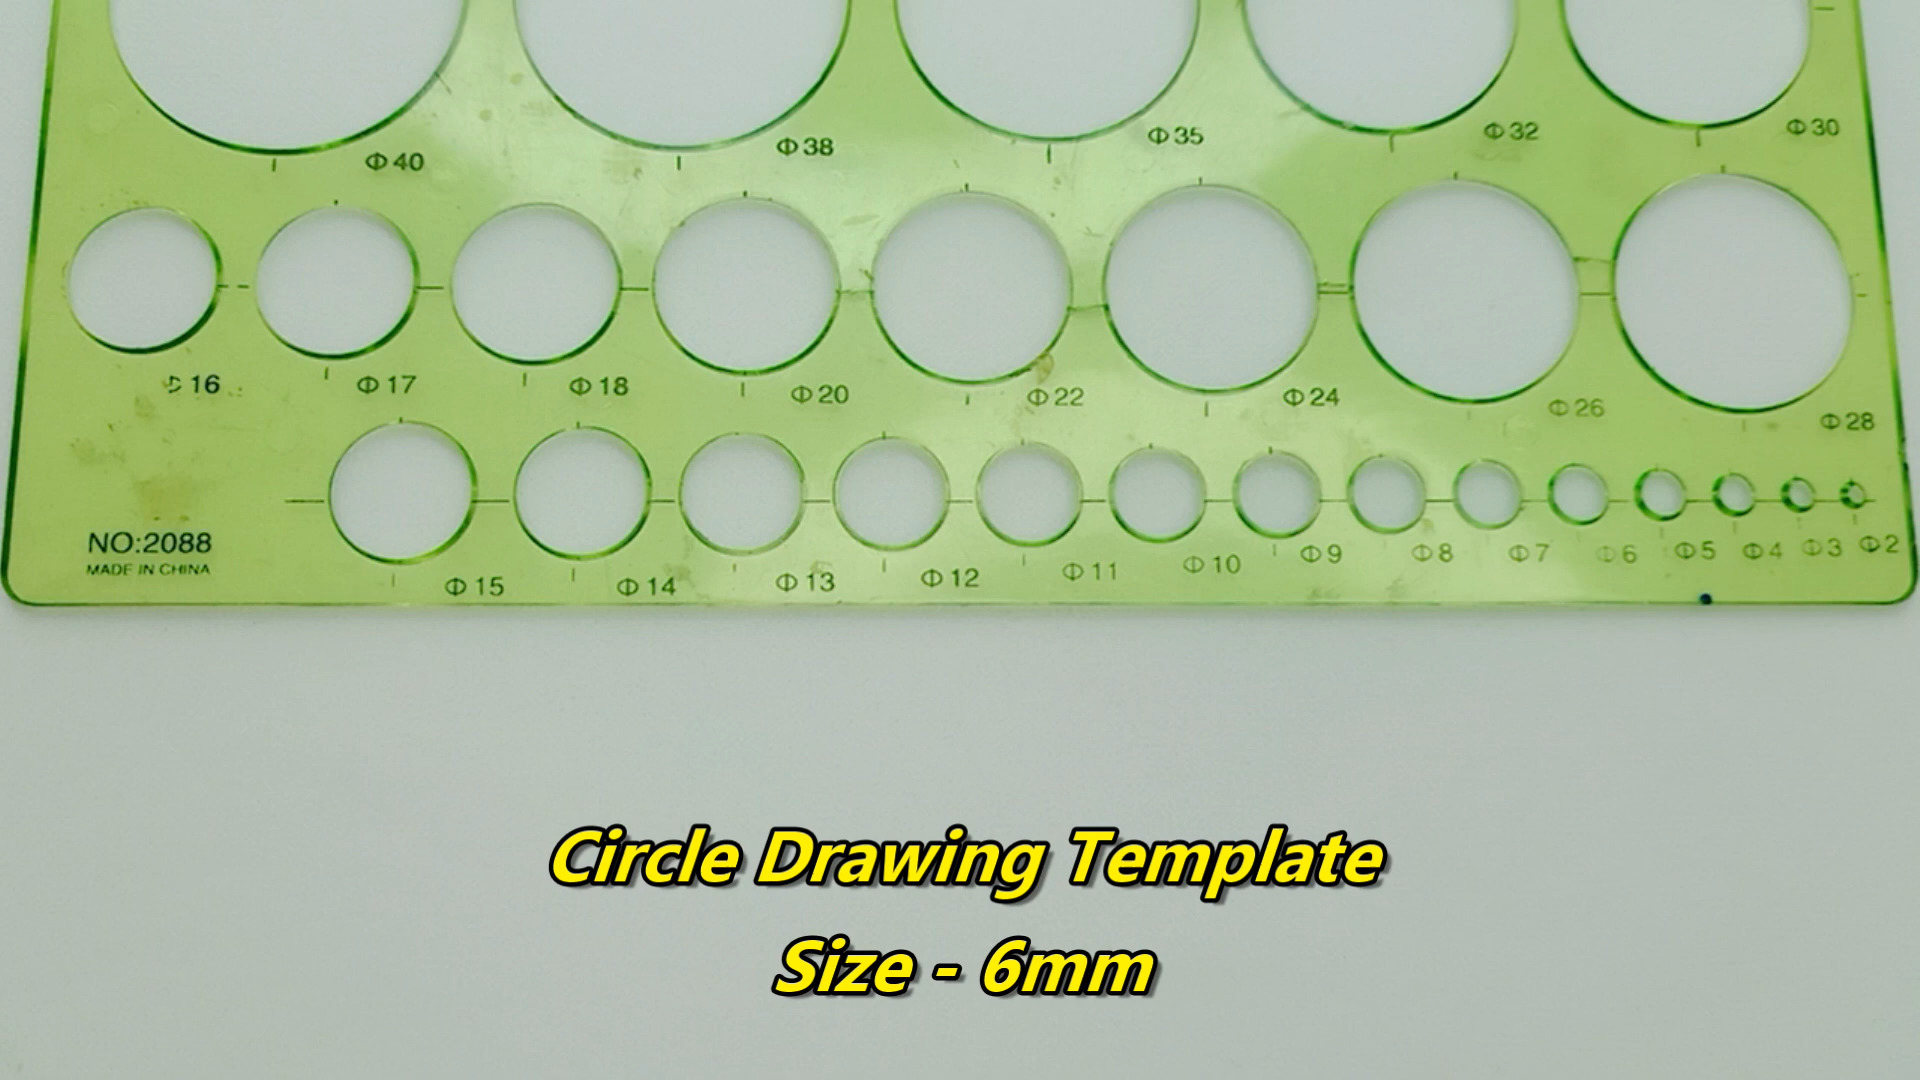 Φ40 Φ38 Φ35 Φ32 Φ30
16 Φ17 Φ18 Φ20 Φ22 Φ24 Φ26 Φ28
Φ15 Φ14 Φ13 Φ12 Φ11 Φ10 Φ9 Φ8 Φ7 Φ6 Φ5 Φ4 Φ3 Φ2
NO:2088
MADE IN CHINA
Circle Drawing Template
Size - 6mm